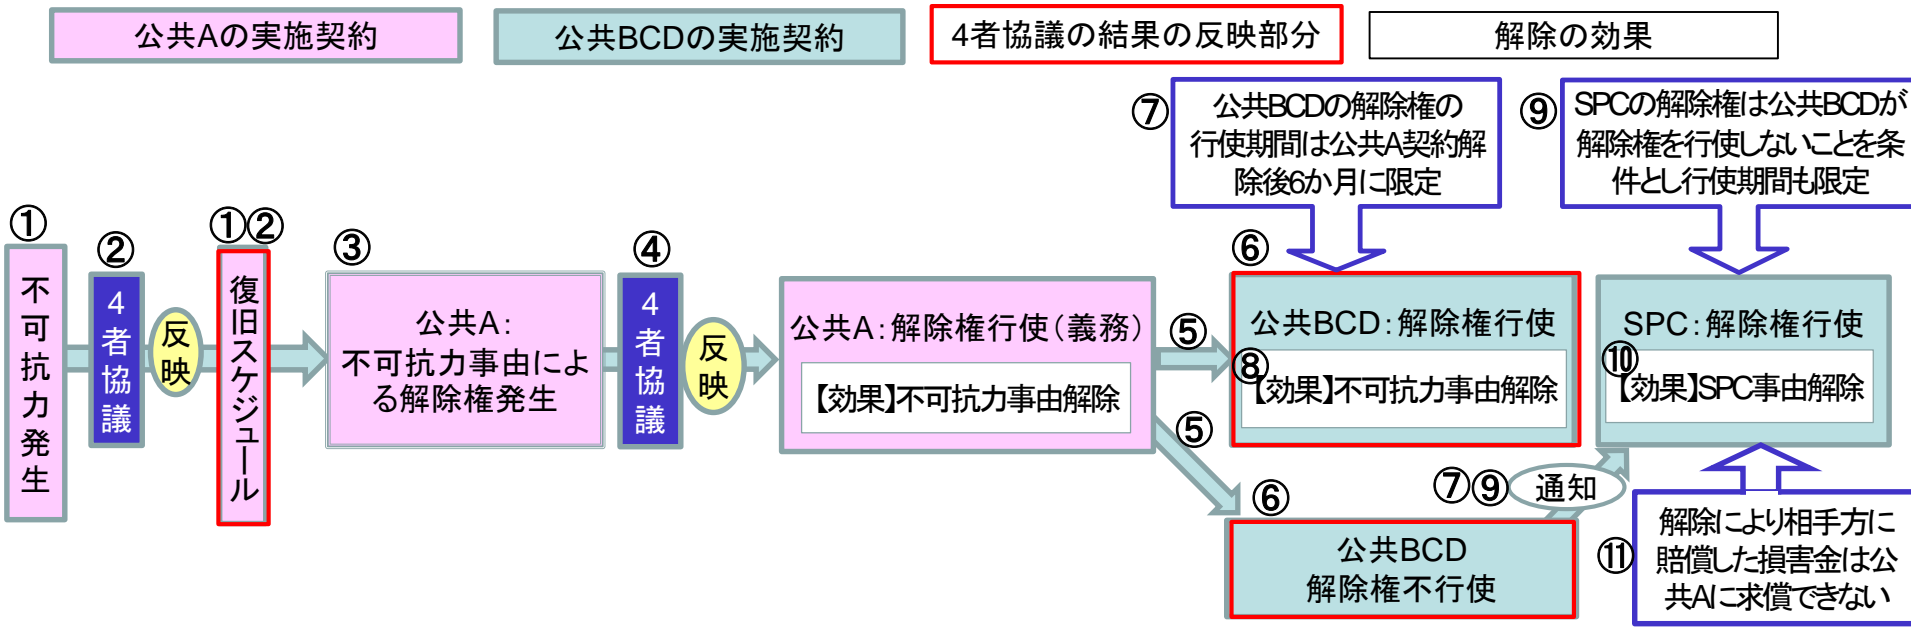 公共Aの実施契約
公共BCDの実施契約
4者協議の結果の反映部分
解除の効果
⑦
公共BCDの解除権の
行使期間は公共A契約解
除後6か月に限定
⑨
SPCの解除権は公共BCDが
解除権を行使しないことを条
件とし行使期間も限定
①
不可抗力発生
②
4者協議
反映
①②
復旧スケジュール
③
公共A：
不可抗力事由によ
る解除権発生
④
4者協議
反映
公共A：解除権行使（義務）
【効果】不可抗力事由解除
⑤
⑤
⑥
公共BCD：解除権行使
⑧
【効果】不可抗力事由解除
SPC：解除権行使
⑩
【効果】SPC事由解除
⑥
公共BCD
解除権不行使
⑦⑨
通知
⑪
解除により相手方に
賠償した損害金は公
共Aに求償できない